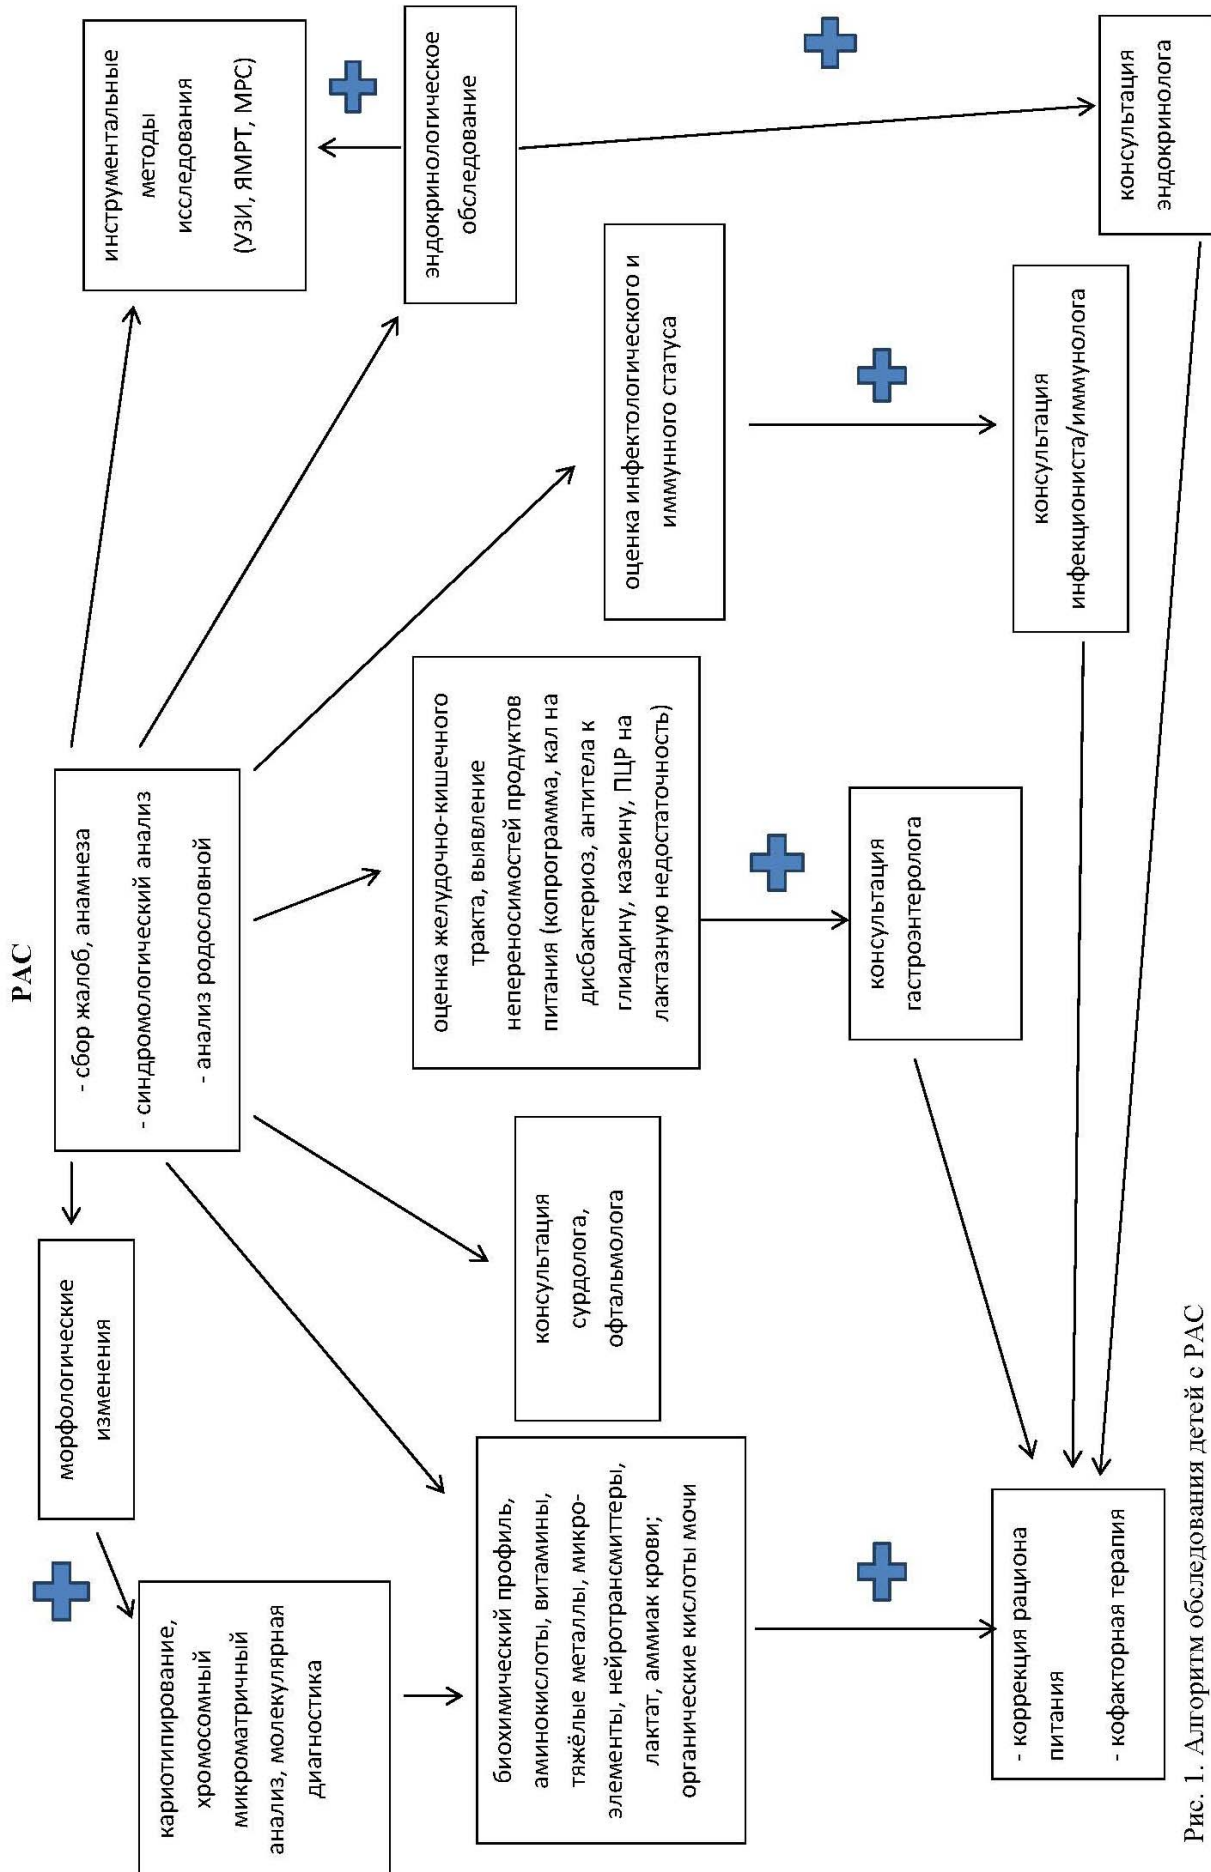 РАС
- сбор жалоб, анамнеза
- синдромологический анализ
- анализ родословной
морфологические
изменения
инструментальные
методы
исследования
(УЗИ, ЯМРТ, МРС)
кариотипирование,
хромосомный
микроматричный
анализ, молекулярная
диагностика
эндокринологическое
обследование
биохимический профиль,
аминокислоты, витамины,
тяжёлые металлы, микро-
элементы, нейротрансмиттеры,
лактат, аммиак крови;
органические кислоты мочи
консультация
сурдолога,
офтальмолога
оценка желудочно-кишечного
тракта, выявление
непереносимостей продуктов
питания (копрограмма, кал на
дисбактериоз, антитела к
глиадину, казеину, ПЦР на
лактазную недостаточность)
оценка инфектологического и
иммунного статуса
консультация
гастроэнтеролога
консультация
инфекциониста/иммунолога
консультация
эндокринолога
- коррекция рациона
питания
- кофакторная терапия
Рис. 1. Алгоритм обследования детей с РАС